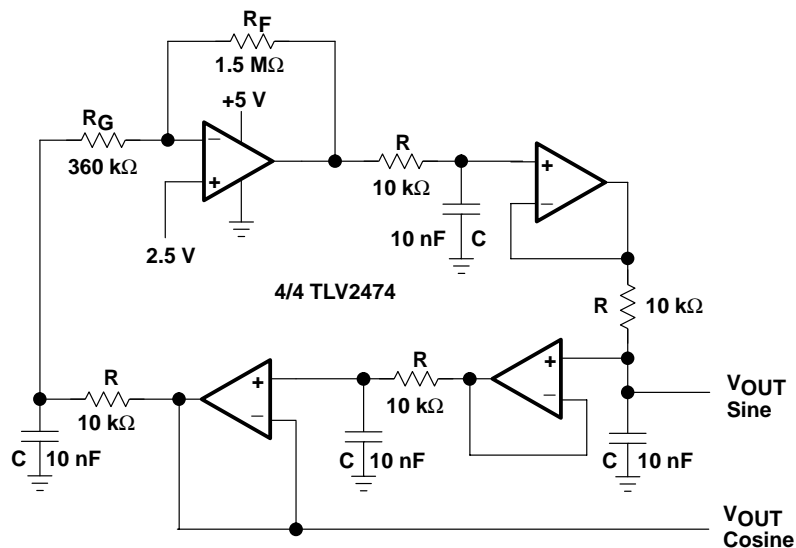 RF
1.5 MΩ
+5 V
RG
360 kΩ
−
+
2.5 V
R
10 kΩ
10 nF C
+
−
4/4 TLV2474
R 10 kΩ
R
10 kΩ
+
−
R
10 kΩ
+
−
VOUT
Sine
C 10 nF
C 10 nF
C 10 nF
VOUT
Cosine